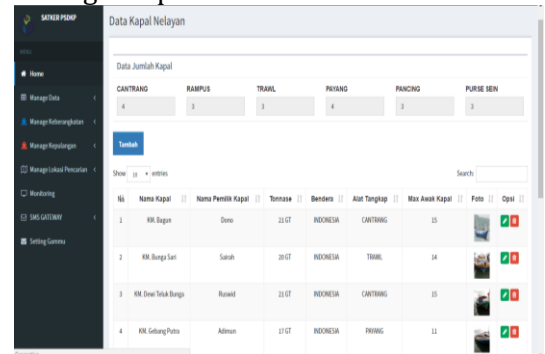 SATKER PSDKP
Data Kapal Nelayan
MENU
Home
Manage Data
Manage Keberangkatan
Manage Kepulangan
Manage Lokasi Pencarian
Monitoring
SMS GATEWAY
Setting Gammu
Data Jumlah Kapal
CANTRANG RAMPUS TRAWL PAYANG PANCING PURSE SEIN
4 3 3 4 3 3
Tambah
Show 10 entries Search:
No Nama Kapal Nama Pemilik Kapal Tonnase Bendera Alat Tangkap Max Awak Kapal Foto Opsi
1 KM. Bagun Dono 21 GT INDONESIA CANTRANG 15
2 KM. Bunga Sari Sairuh 20 GT INDONESIA TRAWL 14
3 KM. Dewi Teluk Bunga Ruswid 21 GT INDONESIA CANTRANG 15
4 KM. Gebang Putra Adimun 17 GT INDONESIA PAYANG 11